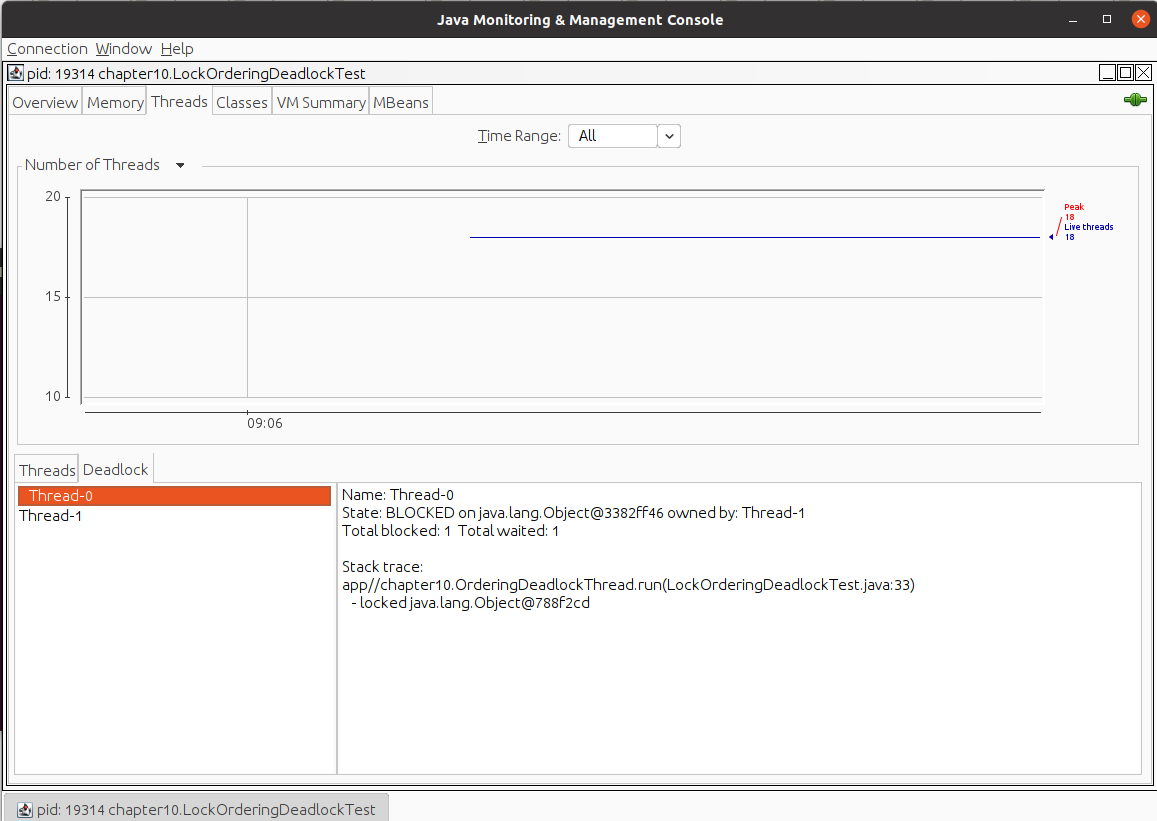 Java Monitoring & Management Console
Connection Window Help
pid: 19314 chapter10.LockOrderingDeadlockTest
Overview Memory Threads Classes VM Summary MBeans
Time Range: All
Number of Threads
20
15
10
09:06
Peak
18
Live threads
18
Threads Deadlock
Thread-0
Thread-1
Name: Thread-0
State: BLOCKED on java.lang.Object@3382ff46 owned by: Thread-1
Total blocked: 1 Total waited: 1
Stack trace:
app//chapter10.OrderingDeadlockThread.run(LockOrderingDeadlockTest.java:33)
- locked java.lang.Object@788f2cd
pid: 19314 chapter10.LockOrderingDeadlockTest